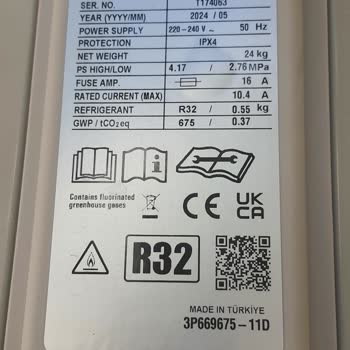 SER. NO. T174063
YEAR (YYYY/MM) 2024 / 05
POWER SUPPLY 220-240 V ~ 50 Hz
PROTECTION IPX4
NET WEIGHT 24 kg
PS HIGH/LOW 4.17 / 2.76 MPa
FUSE AMP. 16 A
RATED CURRENT (MAX) 10.4 A
REFRIGERANT R32 / 0.55 kg
GWP / tCO2eq 675 / 0.37
Contains fluorinated
greenhouse gases
CE
UK
CA
R32
MADE IN TÜRKİYE
3P669675-11D